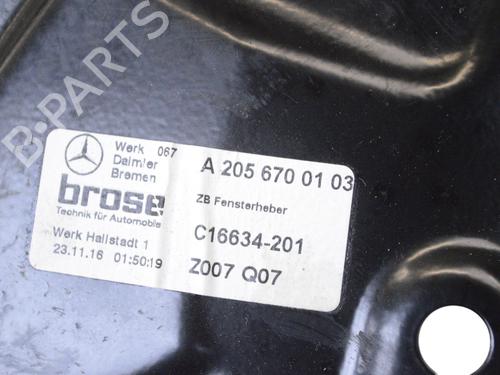 B-PARTS
Werk 067
Daimler
Bremen
A 205 670 01 03
brose
Technik für Automobile
ZB Fensterheber
Werk Hallstadt 1
C16634-201
23.11.16 01:50:19
Z007 Q07